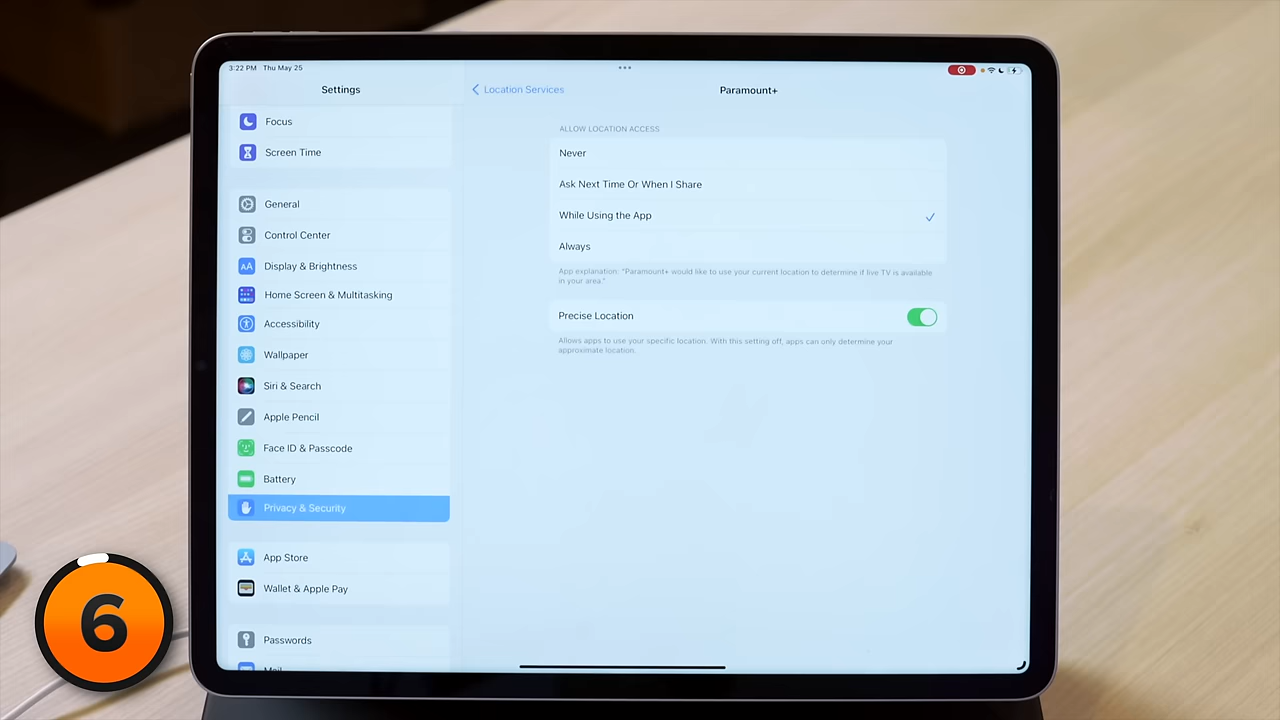 3:22 PM Thu May 25
Settings
Focus
Screen Time
General
Control Center
AA
Display & Brightness
Home Screen & Multitasking
Accessibility
Wallpaper
Siri & Search
Apple Pencil
Face ID & Passcode
Battery
Privacy & Security
App Store
Wallet & Apple Pay
Passwords
Mail
Location Services
Paramount+
ALLOW LOCATION ACCESS
Never
Ask Next Time Or When I Share
While Using the App
Always
App explanation: “Paramount+ would like to use your current location to determine if live TV is available
in your area.”
Precise Location
Allows apps to use your specific location. With this setting off, apps can only determine your
approximate location.
6